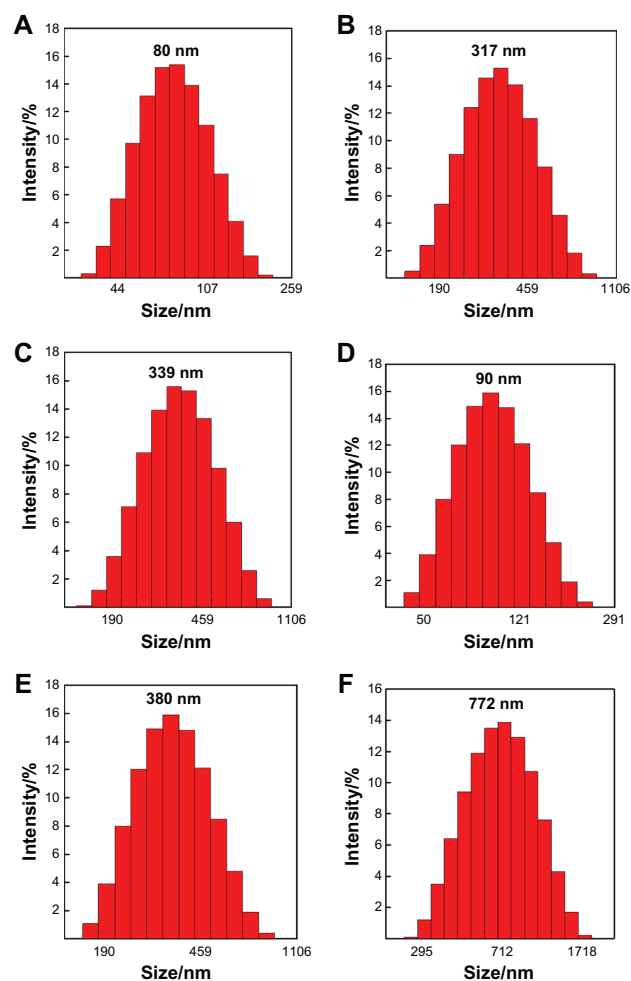 A
80 nm
Intensity/%
18
16
14
12
10
8
6
4
2
44 107 259
Size/nm
B
317 nm
Intensity/%
18
16
14
12
10
8
6
4
2
190 459 1106
Size/nm
C
339 nm
Intensity/%
18
16
14
12
10
8
6
4
2
190 459 1106
Size/nm
D
90 nm
Intensity/%
18
16
14
12
10
8
6
4
2
50 121 291
Size/nm
E
380 nm
Intensity/%
18
16
14
12
10
8
6
4
2
190 459 1106
Size/nm
F
772 nm
Intensity/%
16
14
12
10
8
6
4
2
295 712 1718
Size/nm